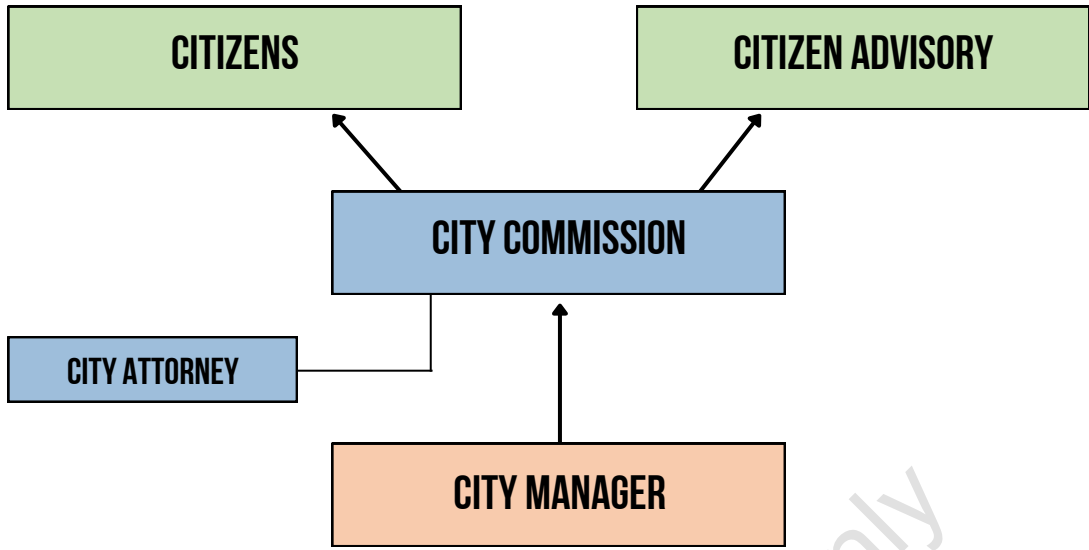 CITIZENS
CITIZEN ADVISORY
CITY COMMISSION
CITY ATTORNEY
CITY MANAGER